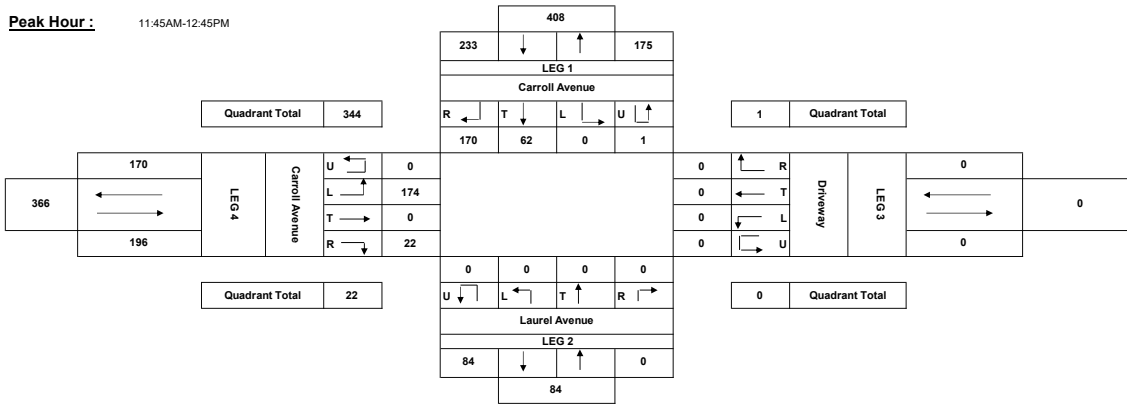 Peak Hour : 11:45AM-12:45PM
408
233 175
LEG 1
Carroll Avenue
Quadrant Total 344
R T L U
1 Quadrant Total
170 62 0 1
170
366
196
LEG 4
Carroll Avenue
U 0
L 174
T 0
R 22
0 R
0 T
0 L
0 U
Driveway
LEG 3
0
0
0
0 0 0 0
Quadrant Total 22
U L T R
0 Quadrant Total
Laurel Avenue
LEG 2
84 0
84